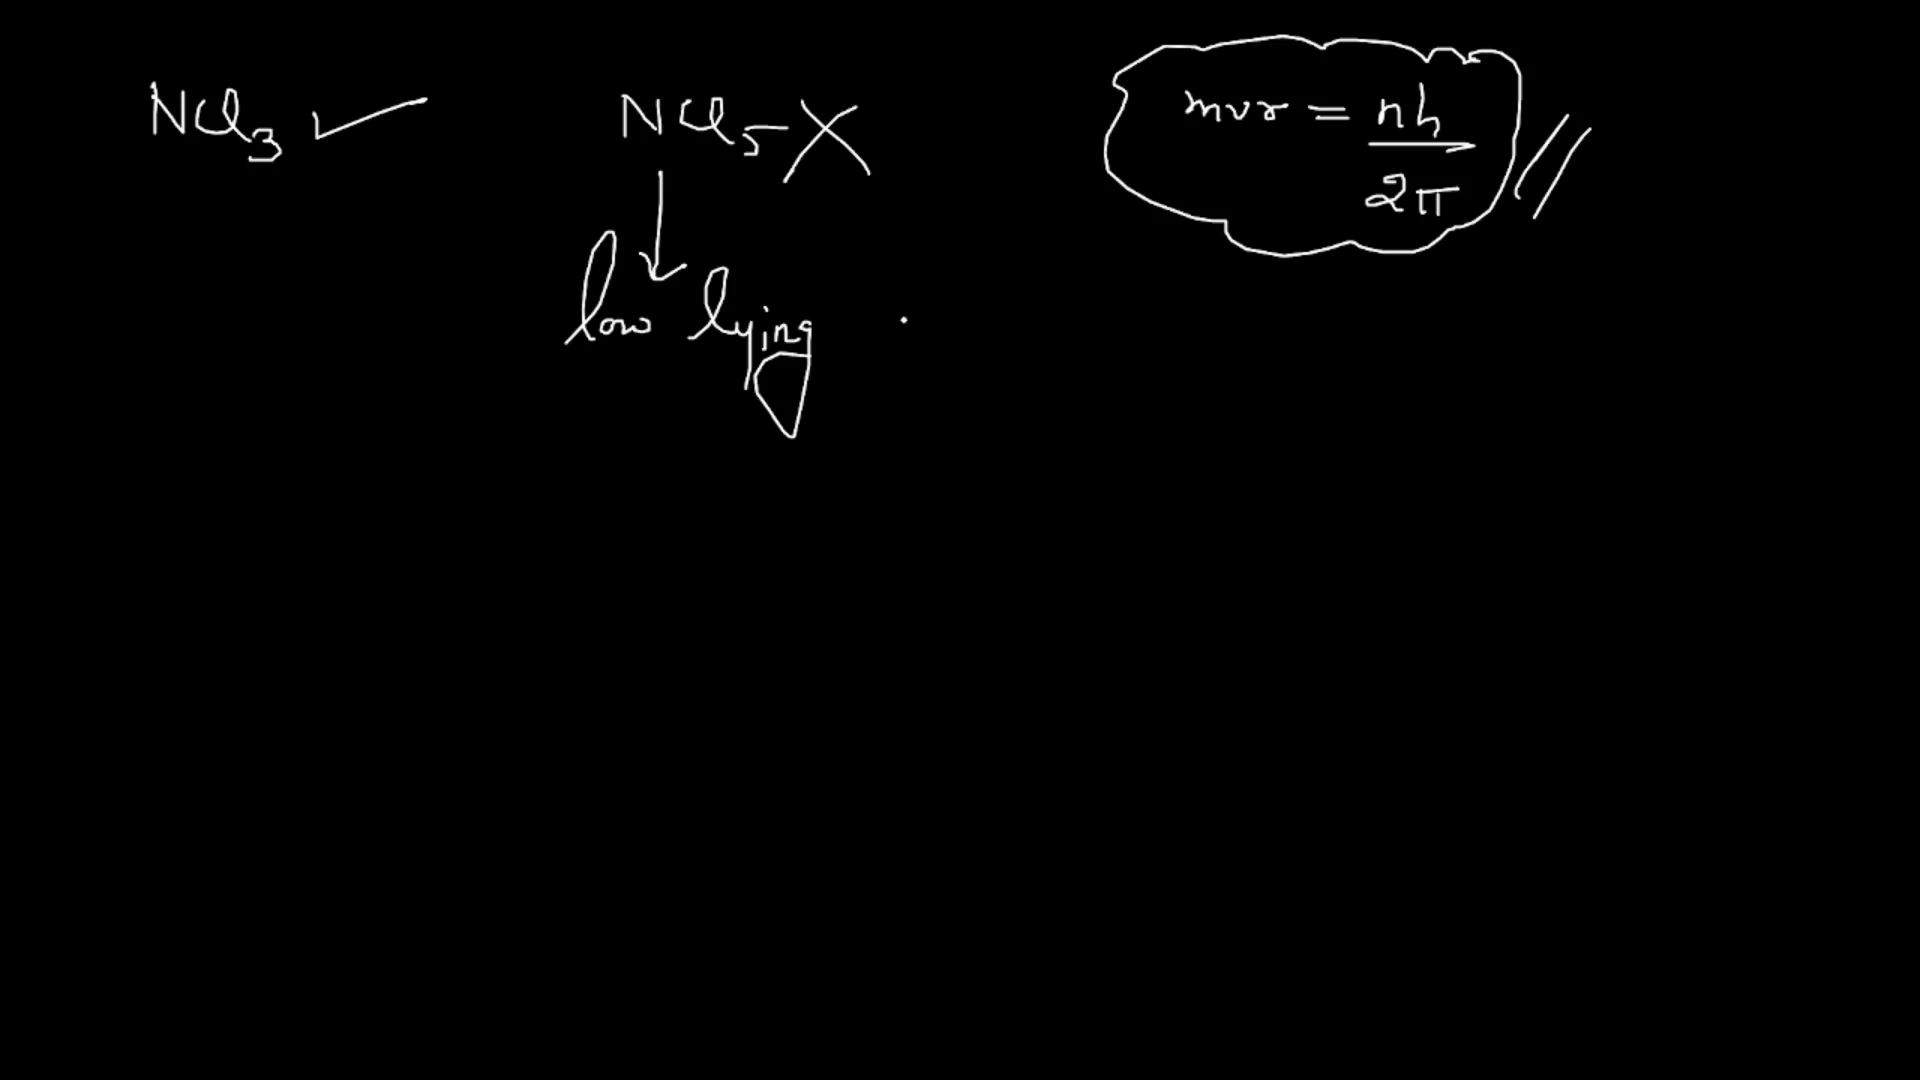 NCl3 ✓
NCl5 X
low lying
mvr = nh
2π